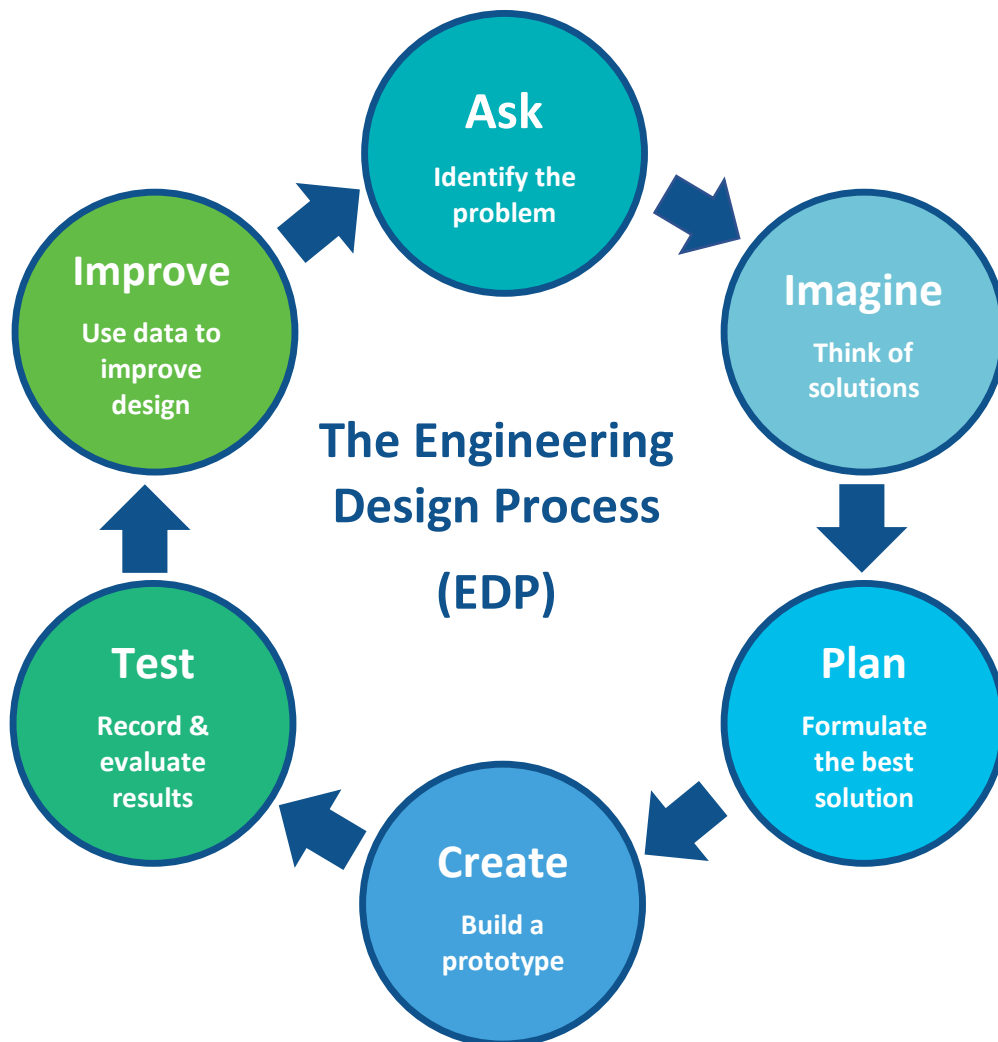 Ask
Identify the
problem
Imagine
Think of
solutions
Plan
Formulate
the best
solution
Create
Build a
prototype
Test
Record &
evaluate
results
Improve
Use data to
improve
design
The Engineering
Design Process
(EDP)